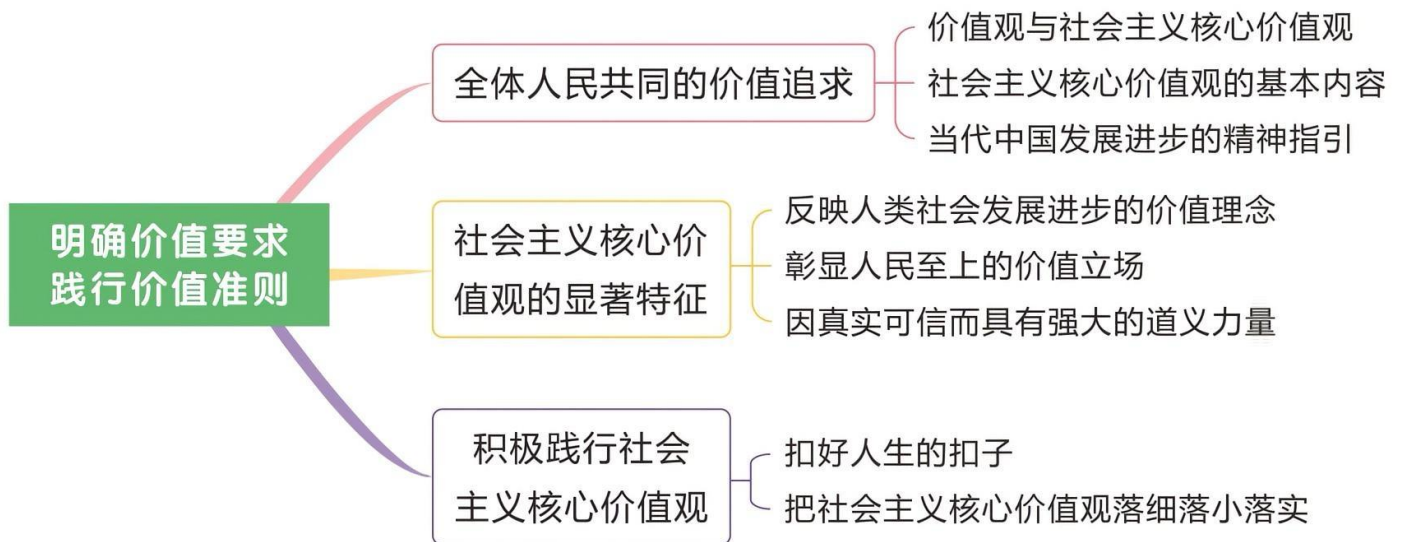 明确价值要求
践行价值准则
全体人民共同的价值追求
价值观与社会主义核心价值观
社会主义核心价值观的基本内容
当代中国发展进步的精神指引
社会主义核心价
值观的显著特征
反映人类社会发展进步的价值理念
彰显人民至上的价值立场
因真实可信而具有强大的道义力量
积极践行社会
主义核心价值观
扣好人生的扣子
把社会主义核心价值观落细落小落实